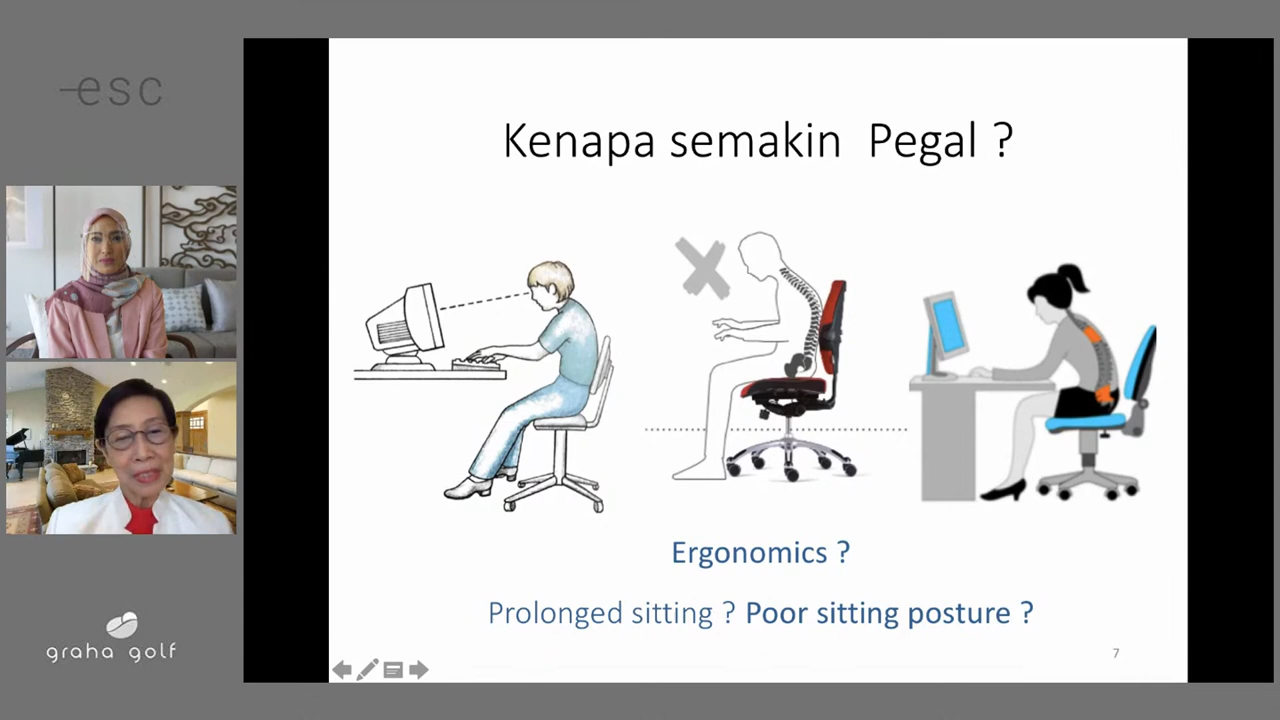 esc
Kenapa semakin Pegal ?
Ergonomics ?
Prolonged sitting ? Poor sitting posture ?
7
graha golf